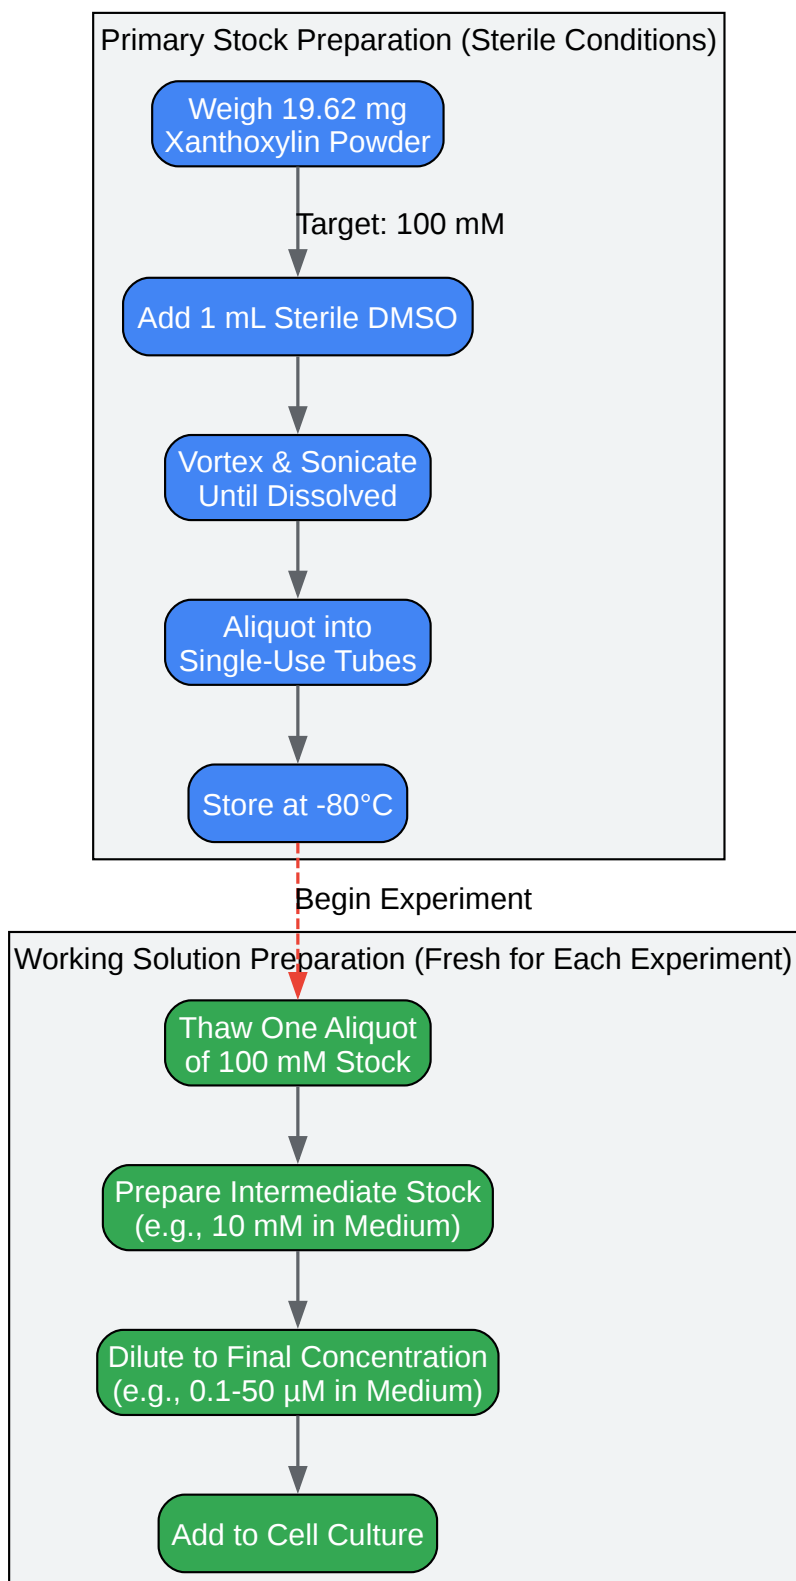 Primary Stock Preparation (Sterile Conditions)
Weigh 19.62 mg
Xanthoxylin Powder
Target: 100 mM
Add 1 mL Sterile DMSO
Vortex & Sonicate
Until Dissolved
Aliquot into
Single-Use Tubes
Store at -80°C
Begin Experiment
Working Solution Preparation (Fresh for Each Experiment)
Thaw One Aliquot
of 100 mM Stock
Prepare Intermediate Stock
(e.g., 10 mM in Medium)
Dilute to Final Concentration
(e.g., 0.1-50 µM in Medium)
Add to Cell Culture